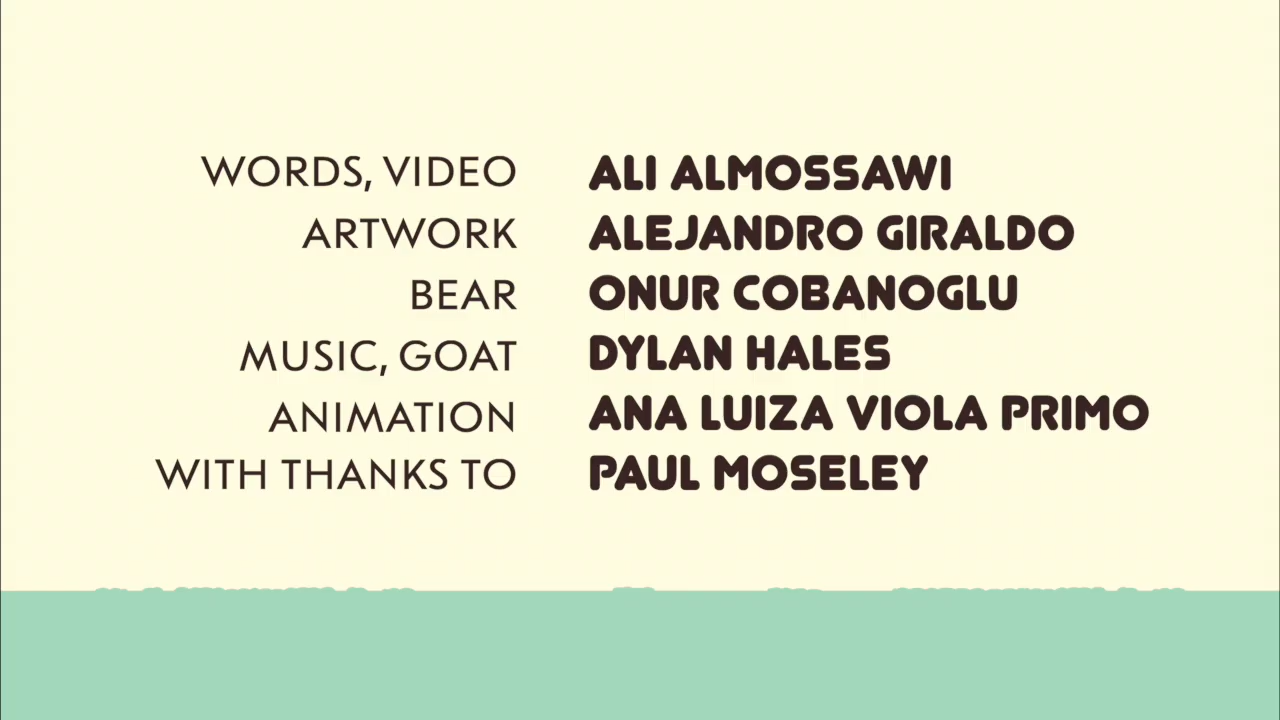 WORDS, VIDEO ALI ALMOSSAWI
ARTWORK ALEJANDRO GIRALDO
BEAR ONUR COBANOGLU
MUSIC, GOAT DYLAN HALES
ANIMATION ANA LUIZA VIOLA PRIMO
WITH THANKS TO PAUL MOSELEY